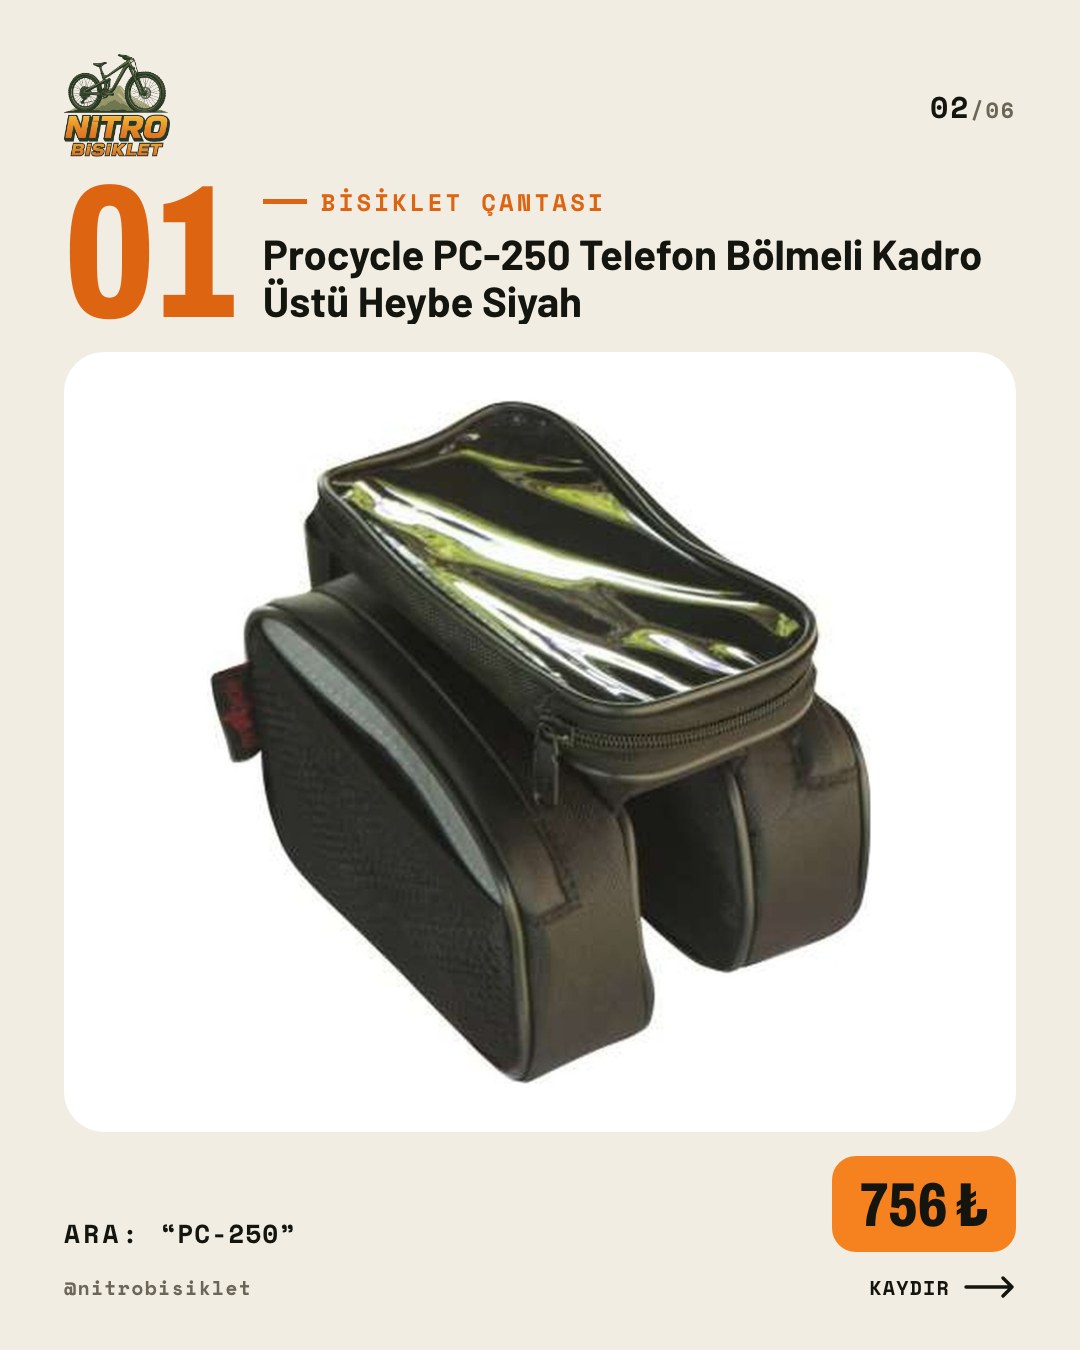 NiTRO
BISIKLET
02/06
01
BİSİKLET ÇANTASI
Procycle PC-250 Telefon Bölmeli Kadro
Üstü Heybe Siyah
756 ₺
ARA: “PC-250”
@nitrobisiklet
KAYDIR